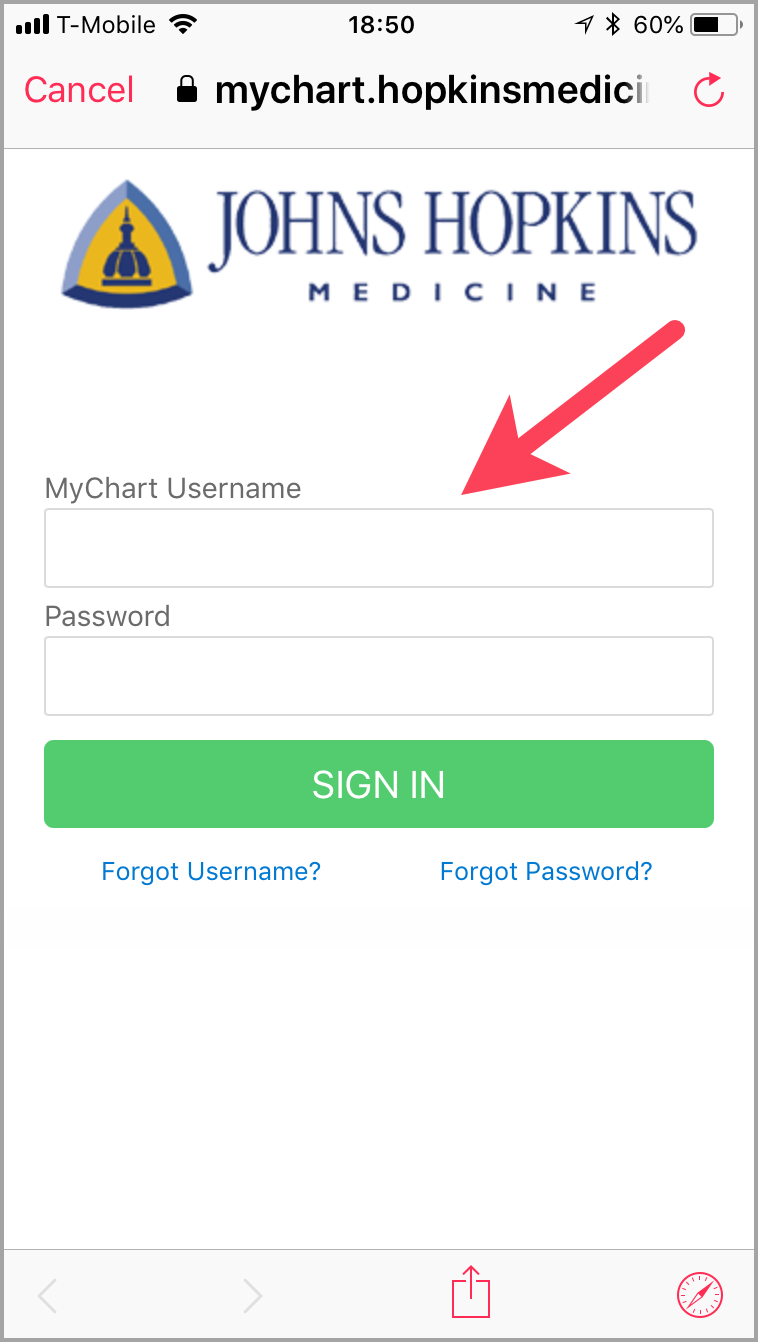 T-Mobile 18:50 60%
Cancel mychart.hopkinsmedici
JOHNS HOPKINS
MEDICINE
MyChart Username
Password
SIGN IN
Forgot Username? Forgot Password?